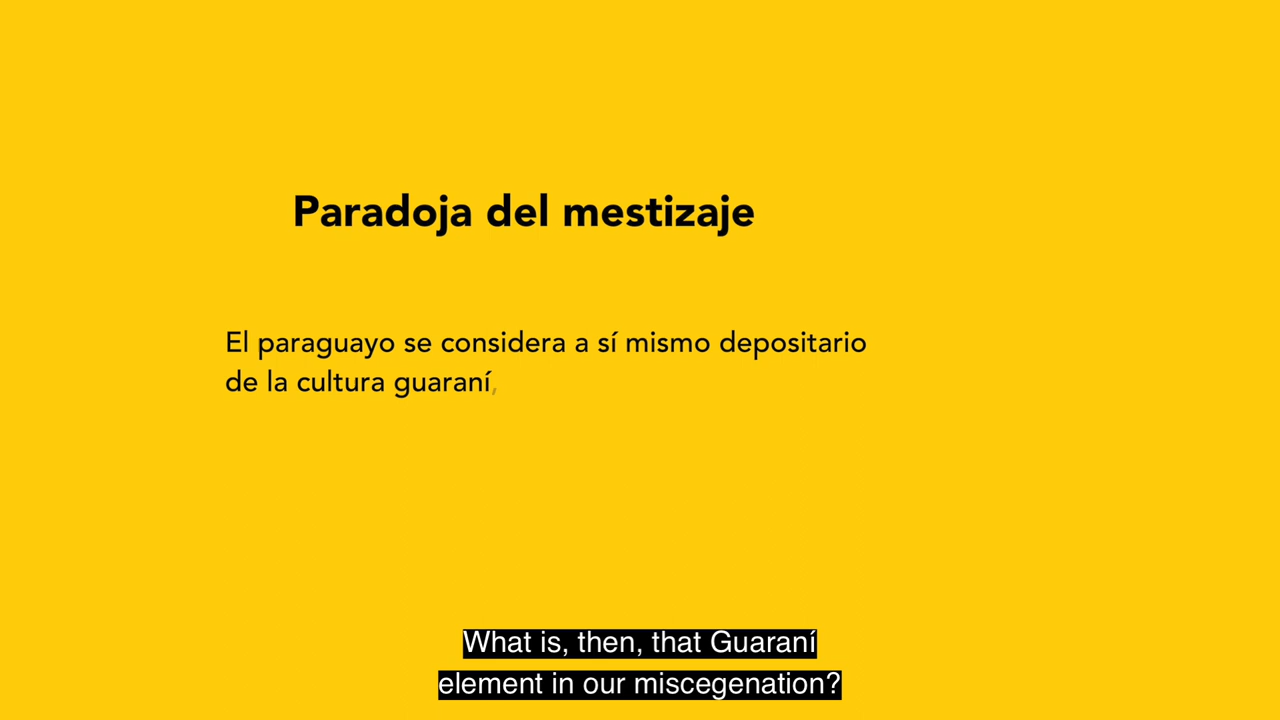 Paradoja del mestizaje
El paraguayo se considera a sí mismo depositario
de la cultura guaraní,
What is, then, that Guaraní
element in our miscegenation?